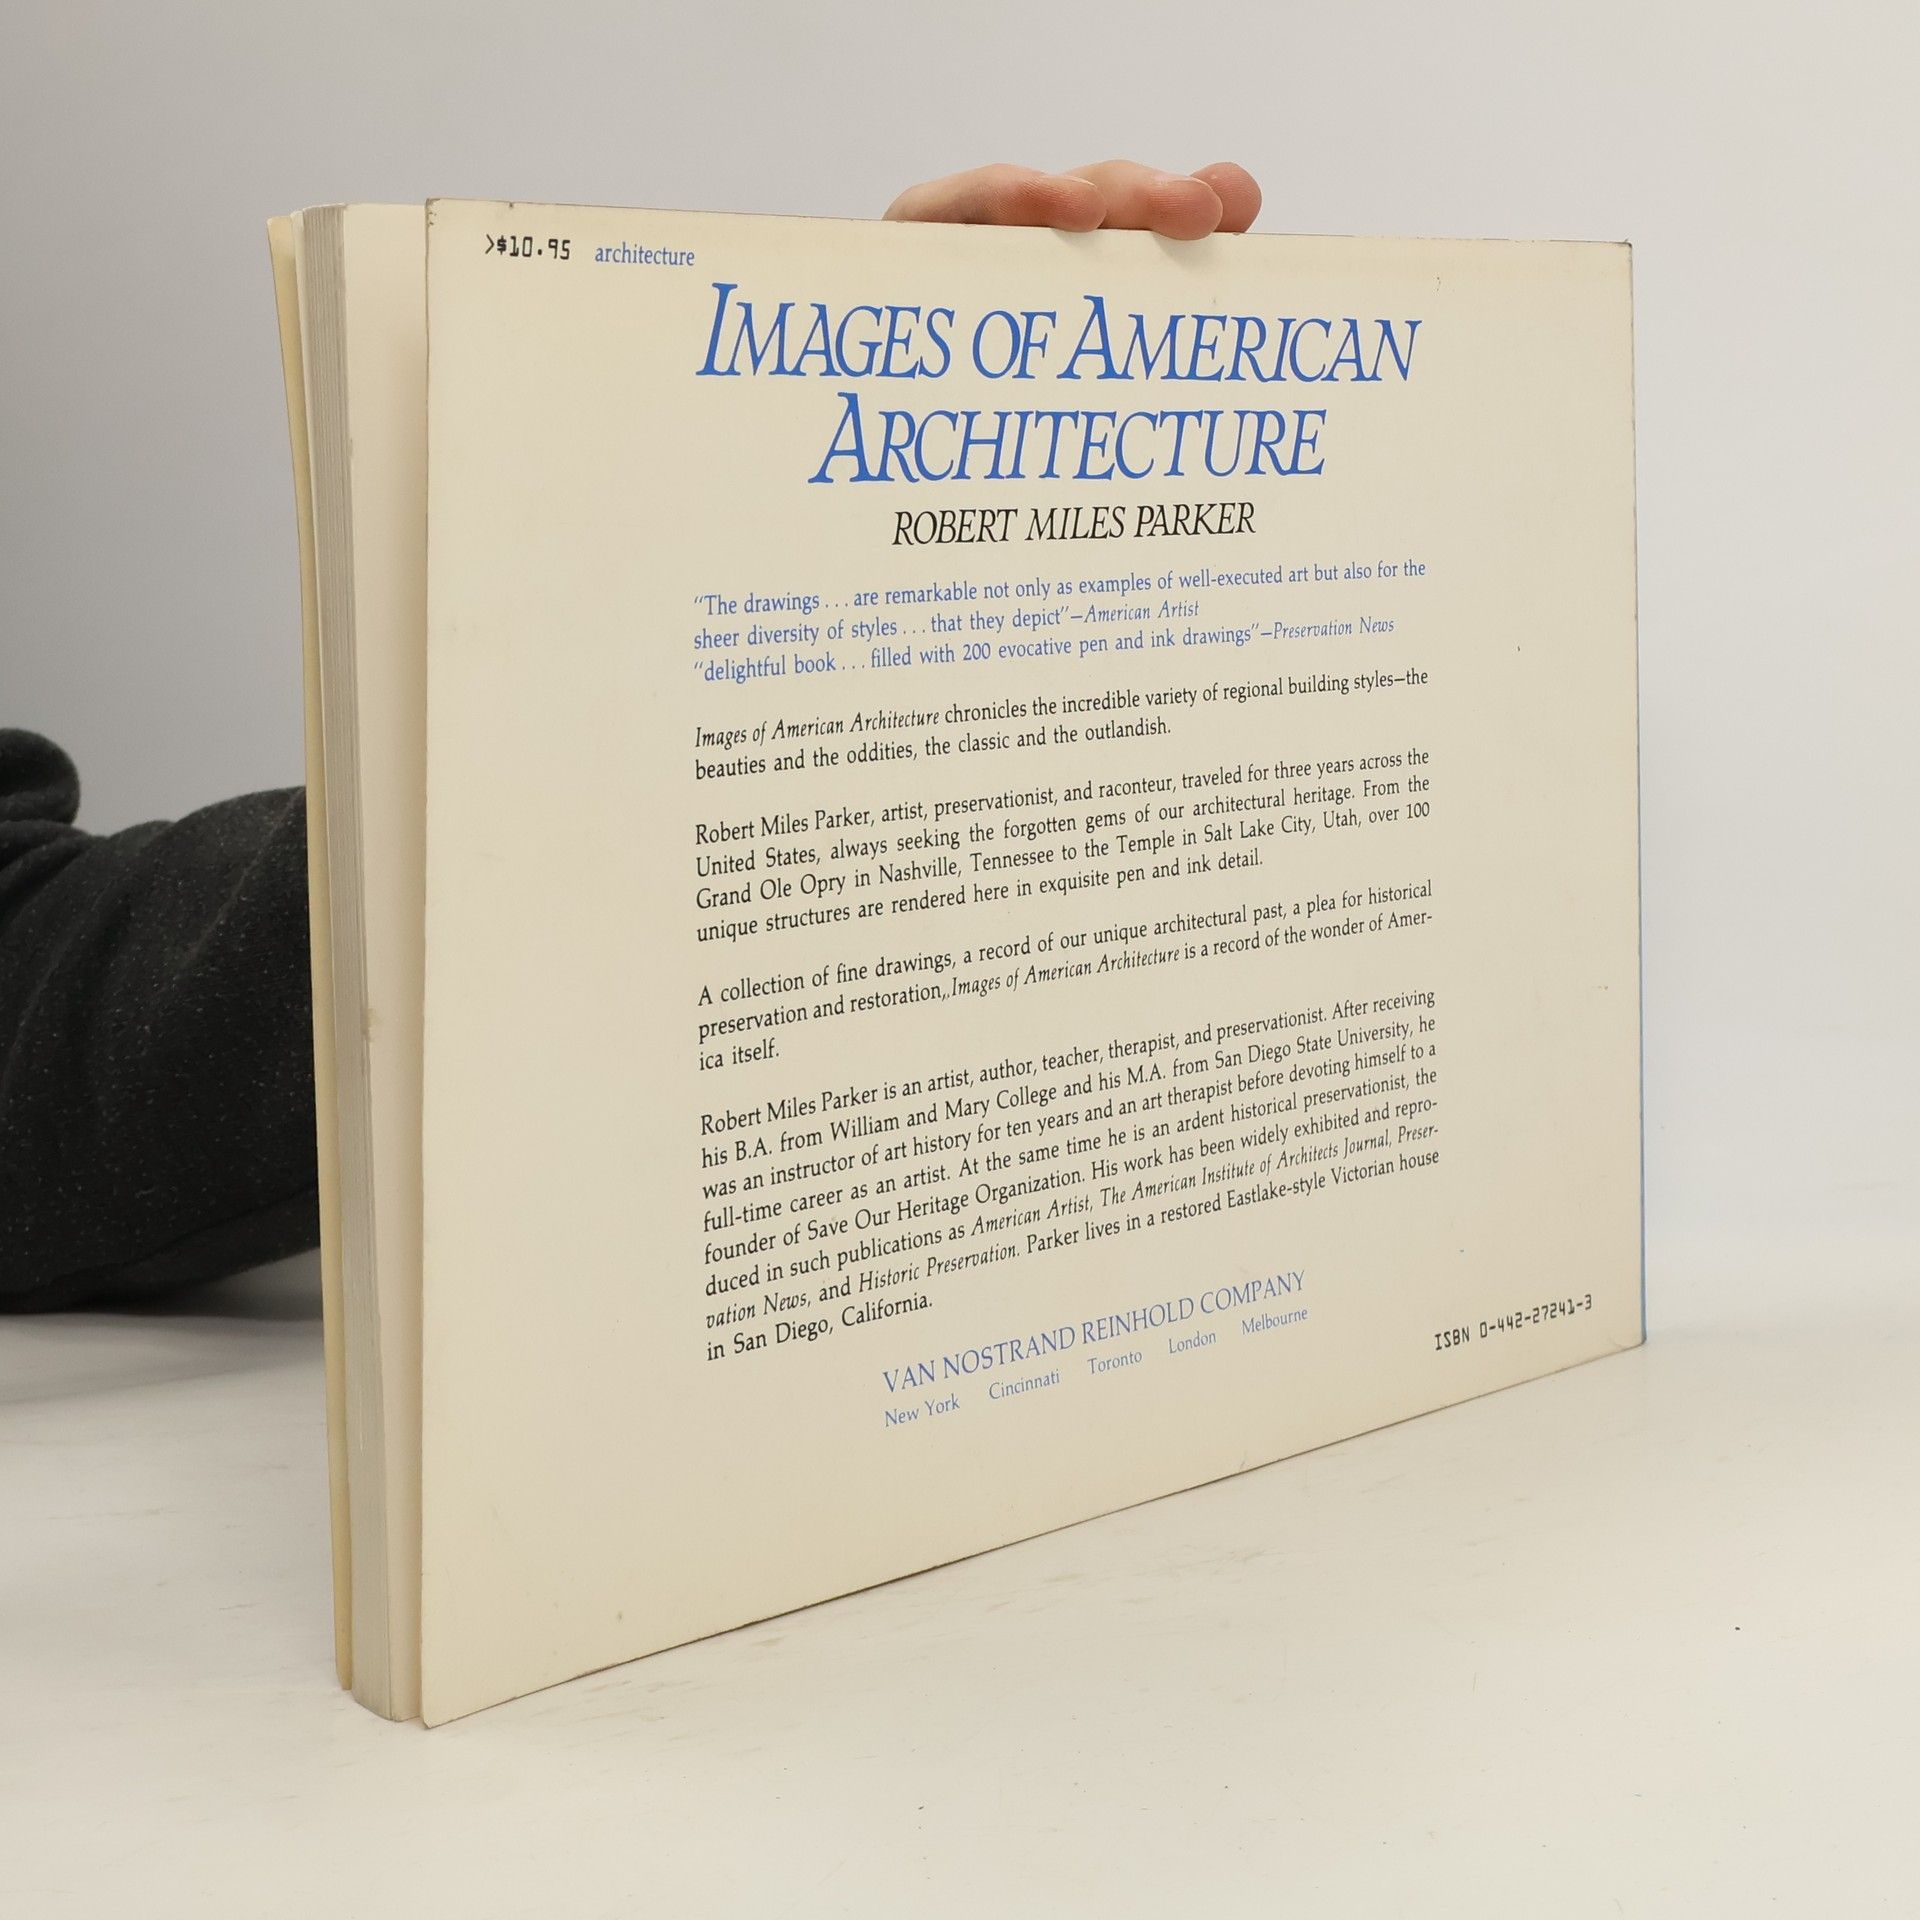 >$10.95 architecture
IMAGES OF AMERICAN
ARCHITECTURE
ROBERT MILES PARKER
"The drawings . . . are remarkable not only as examples of well-executed art but also for the
sheer diversity of styles . . . that they depict"—American Artist
"delightful book . . . filled with 200 evocative pen and ink drawings"—Preservation News
Images of American Architecture chronicles the incredible variety of regional building styles—the
beauties and the oddities, the classic and the outlandish.
Robert Miles Parker, artist, preservationist, and raconteur, traveled for three years across the
United States, always seeking the forgotten gems of our architectural heritage. From the
Grand Ole Opry in Nashville, Tennessee to the Temple in Salt Lake City, Utah, over 100
unique structures are rendered here in exquisite pen and ink detail.
A collection of fine drawings, a record of our unique architectural past, a plea for historical
preservation and restoration,.Images of American Architecture is a record of the wonder of Amer-
ica itself.
Robert Miles Parker is an artist, author, teacher, therapist, and preservationist. After receiving
his B.A. from William and Mary College and his M.A. from San Diego State University, he
was an instructor of art history for ten years and an art therapist before devoting himself to a
full-time career as an artist. At the same time he is an ardent historical preservationist, the
founder of Save Our Heritage Organization. His work has been widely exhibited and repro-
duced in such publications as American Artist, The American Institute of Architects Journal, Preser-
vation News, and Historic Preservation. Parker lives in a restored Eastlake-style Victorian house
in San Diego, California.
VAN NOSTRAND REINHOLD COMPANY
New York Cincinnati Toronto London Melbourne
ISBN 0-442-27241-3